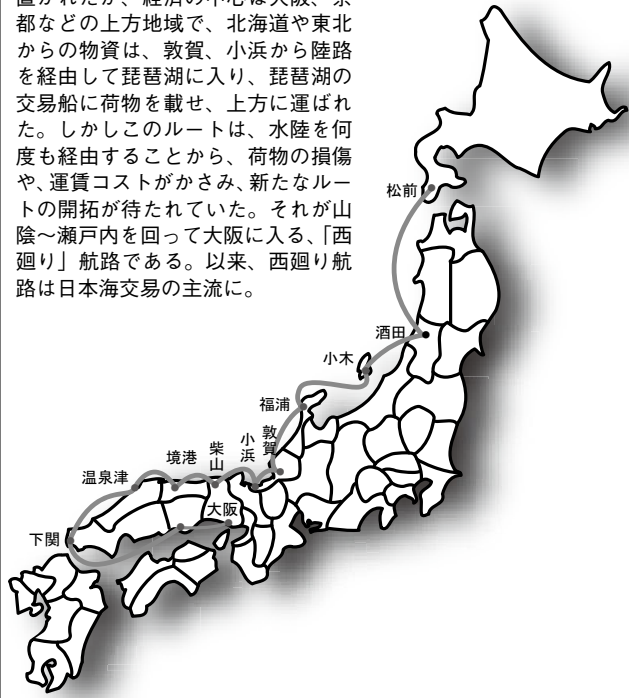 置かれたが、経済の中心は大阪、京
都などの上方地域で、北海道や東北
からの物資は、敦賀、小浜から陸路
を経由して琵琶湖に入り、琵琶湖の
交易船に荷物を載せ、上方に運ばれ
た。しかしこのルートは、水陸を何
度も経由することから、荷物の損傷
や、運賃コストがかさみ、新たなルー
トの開拓が待たれていた。それが山
陰〜瀬戸内を回って大阪に入る、「西
廻り」航路である。以来、西廻り航
路は日本海交易の主流に。
松前
酒田
小木
福浦
敦賀
小浜
柴山
境港
温泉津
大阪
下関